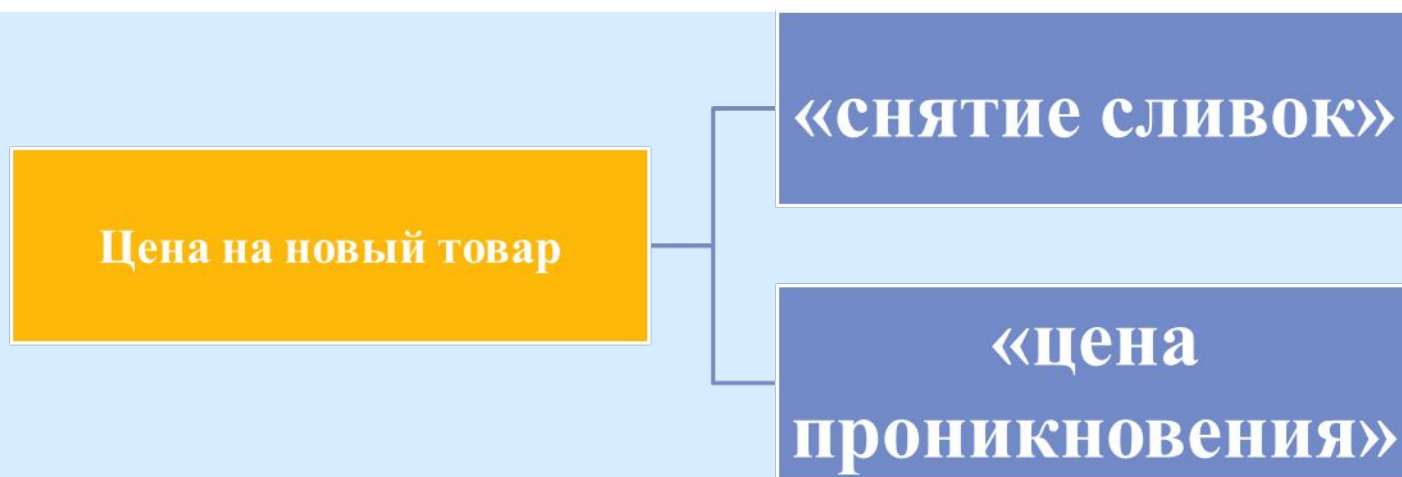 «снятие сливок»
Цена на новый товар
«цена
проникновения»